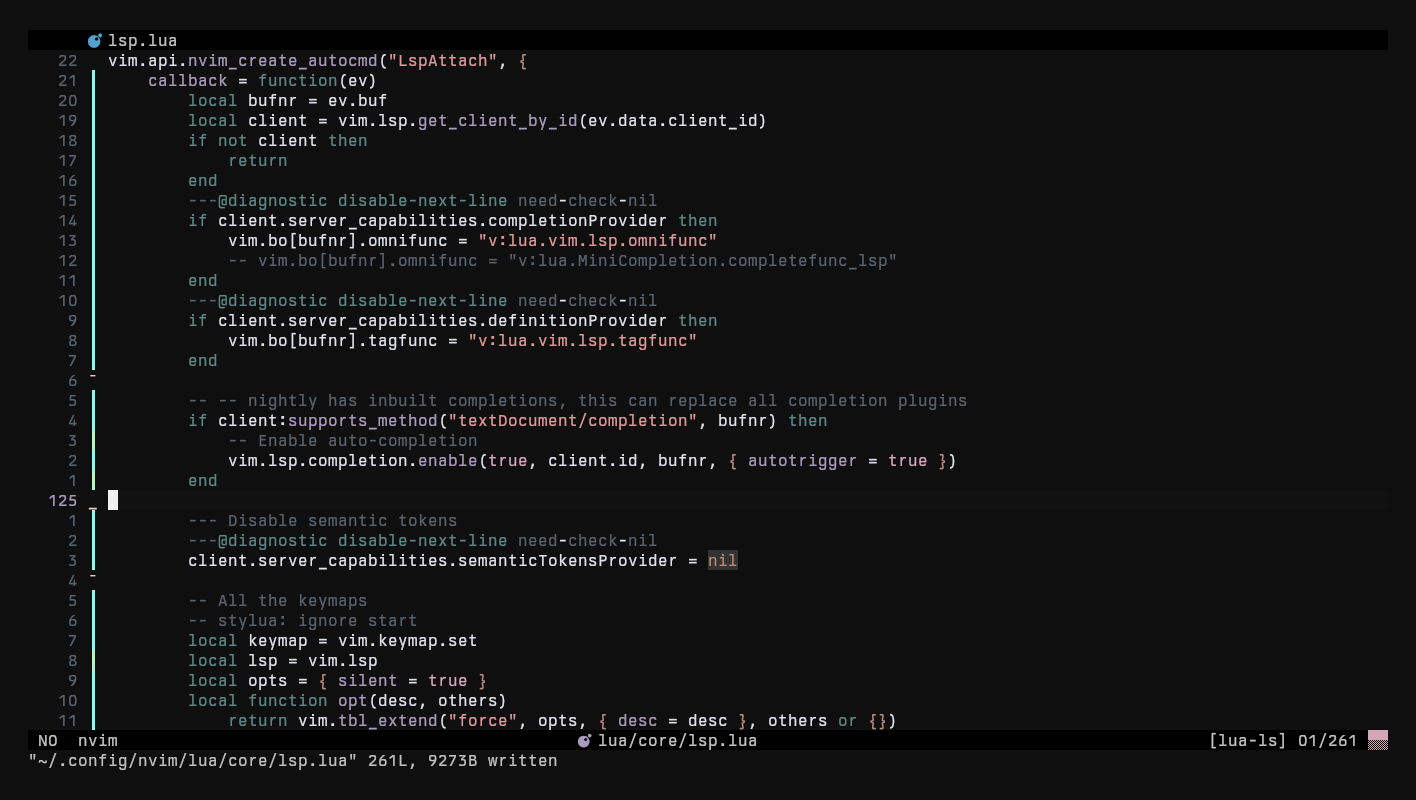 lsp.lua
22 vim.api.nvim_create_autocmd("LspAttach", {
21     callback = function(ev)
20         local bufnr = ev.buf
19         local client = vim.lsp.get_client_by_id(ev.data.client_id)
18         if not client then
17             return
16         end
15         ---@diagnostic disable-next-line need-check-nil
14         if client.server_capabilities.completionProvider then
13             vim.bo[bufnr].omnifunc = "v:lua.vim.lsp.omnifunc"
12             -- vim.bo[bufnr].omnifunc = "v:lua.MiniCompletion.completefunc_lsp"
11         end
10         ---@diagnostic disable-next-line need-check-nil
9         if client.server_capabilities.definitionProvider then
8             vim.bo[bufnr].tagfunc = "v:lua.vim.lsp.tagfunc"
7         end
6
5         -- -- nightly has inbuilt completions, this can replace all completion plugins
4         if client:supports_method("textDocument/completion", bufnr) then
3             -- Enable auto-completion
2             vim.lsp.completion.enable(true, client.id, bufnr, { autotrigger = true })
1         end
125
1         --- Disable semantic tokens
2         ---@diagnostic disable-next-line need-check-nil
3         client.server_capabilities.semanticTokensProvider = nil
4
5         -- All the keymaps
6         -- stylua: ignore start
7         local keymap = vim.keymap.set
8         local lsp = vim.lsp
9         local opts = { silent = true }
10         local function opt(desc, others)
11             return vim.tbl_extend("force", opts, { desc = desc }, others or {})
NO nvim lua/core/lsp.lua [lua-ls] 01/261
"~/.config/nvim/lua/core/lsp.lua" 261L, 9273B written